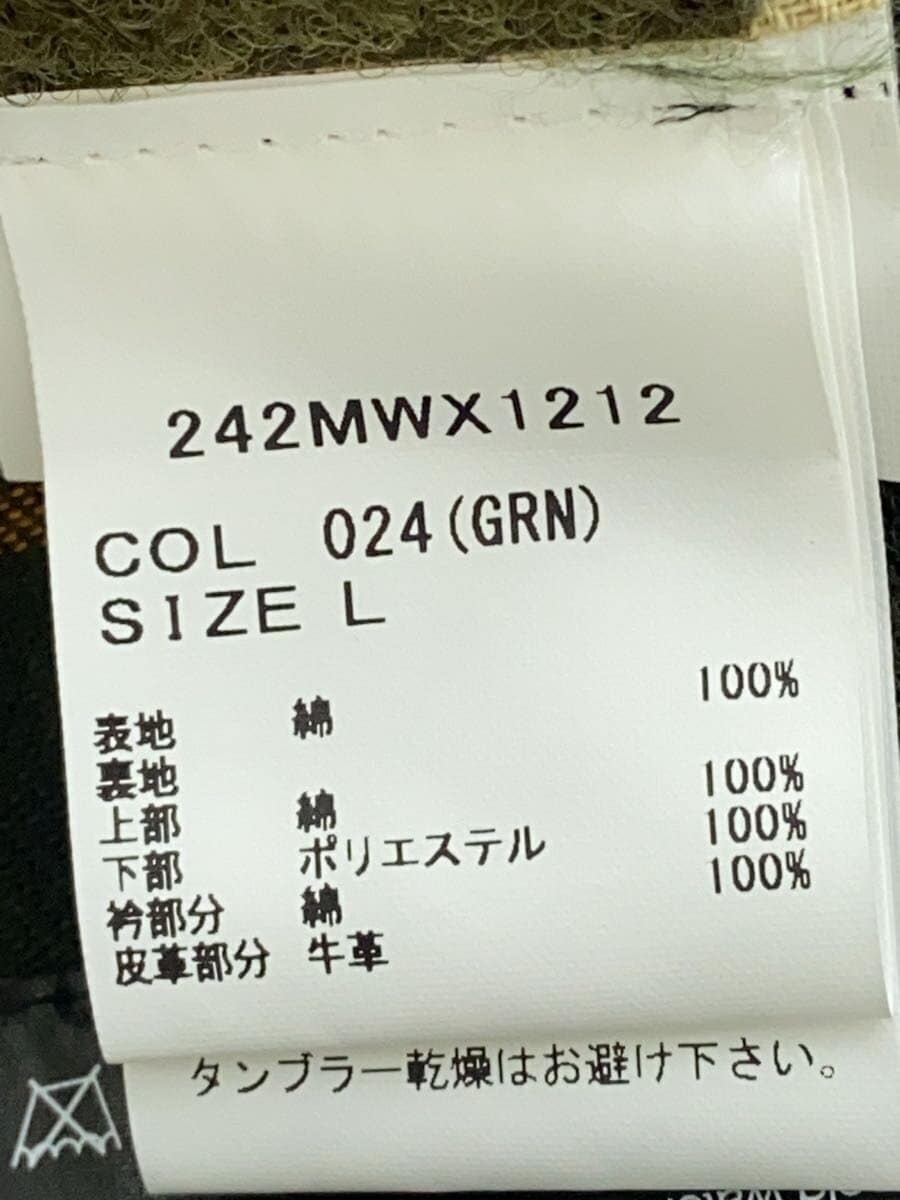 242MWX1212
COL 024(GRN)
SIZE L
表地 綿 100%
裏地
上部 綿 100%
下部 ポリエステル 100%
衿部分 綿 100%
皮革部分 牛革
タンブラー乾燥はお避け下さい。